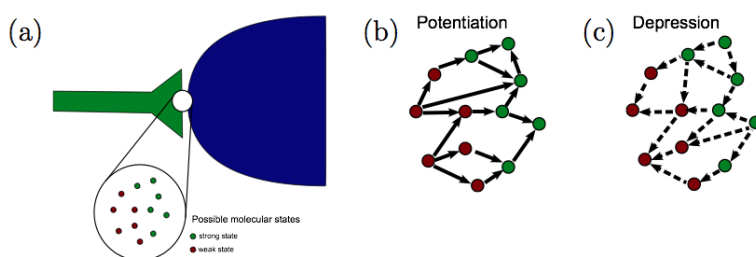 (a)
(b) Potentiation
(c) Depression
Possible molecular states
strong state
weak state